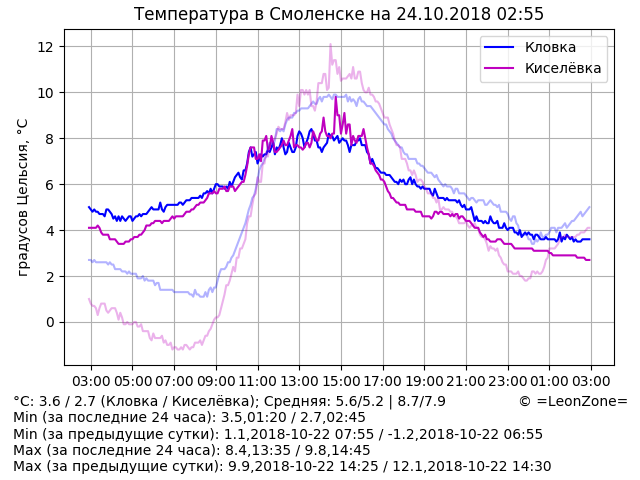 Температура в Смоленске на 24.10.2018 02:55
градусов Цельсия, °C
12
10
8
6
4
2
0
Кловка
Киселёвка
03:00 05:00 07:00 09:00 11:00 13:00 15:00 17:00 19:00 21:00 23:00 01:00 03:00
°C: 3.6 / 2.7 (Кловка / Киселёвка); Средняя: 5.6/5.2 | 8.7/7.9 © =LeonZone=
Min (за последние 24 часа): 3.5,01:20 / 2.7,02:45
Min (за предыдущие сутки): 1.1,2018-10-22 07:55 / -1.2,2018-10-22 06:55
Max (за последние 24 часа): 8.4,13:35 / 9.8,14:45
Max (за предыдущие сутки): 9.9,2018-10-22 14:25 / 12.1,2018-10-22 14:30